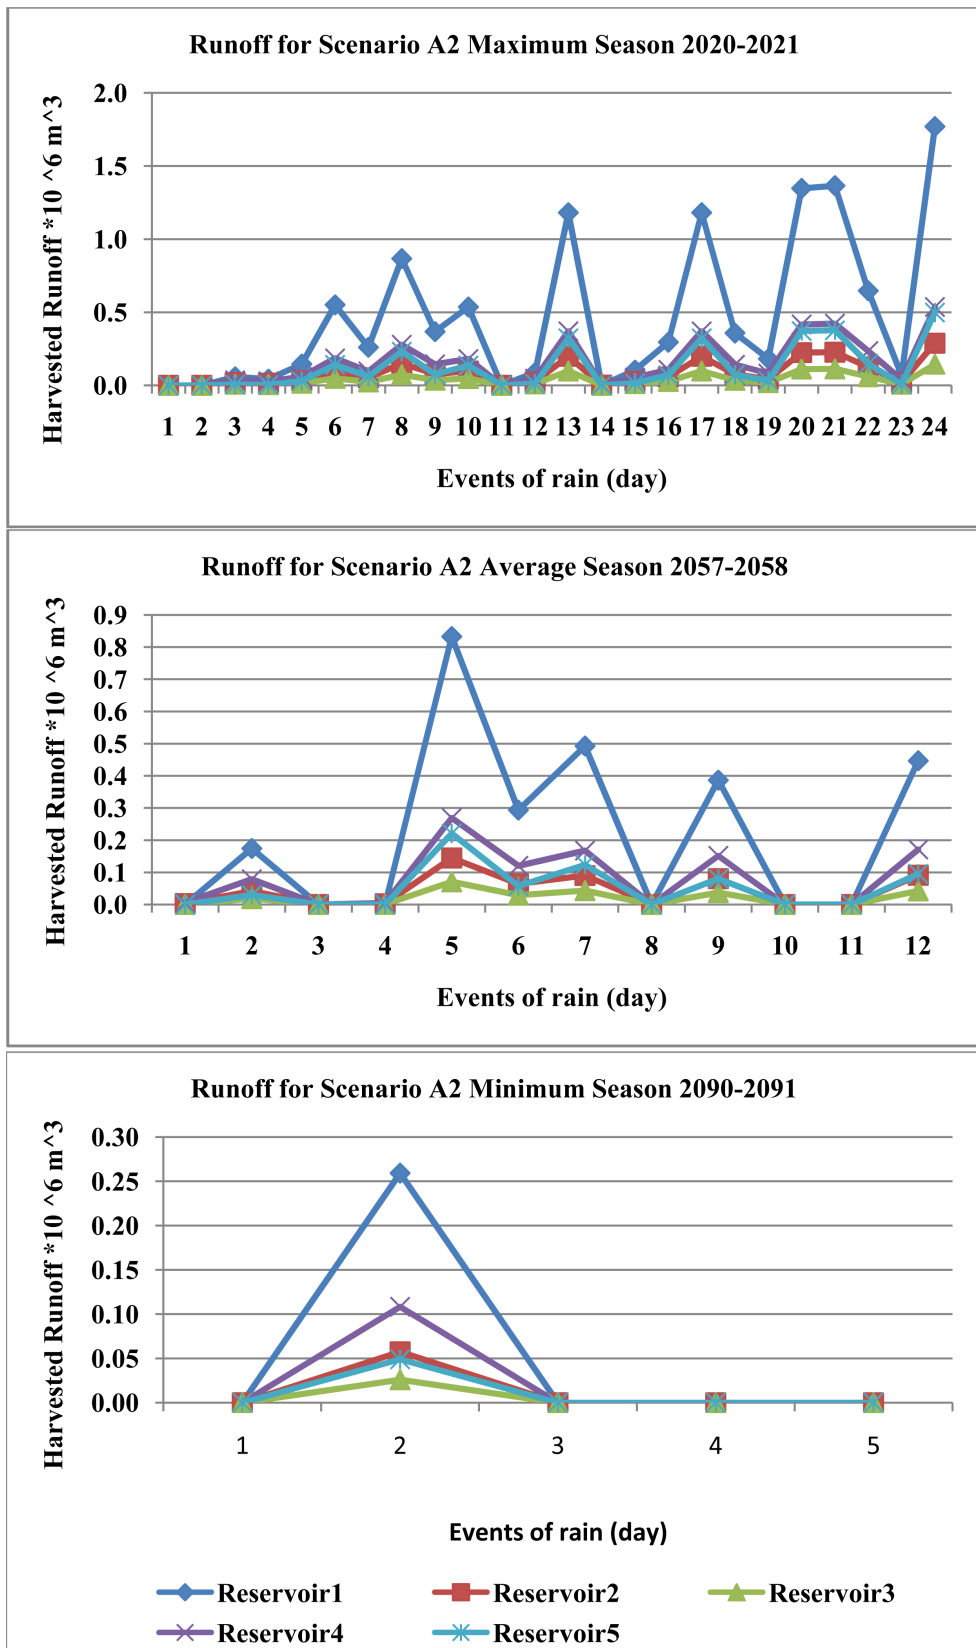 Runoff for Scenario A2 Maximum Season 2020-2021
Harvested Runoff *10 ^6 m^3
2.0
1.5
1.0
0.5
0.0
1 2 3 4 5 6 7 8 9 10 11 12 13 14 15 16 17 18 19 20 21 22 23 24
Events of rain (day)
Runoff for Scenario A2 Average Season 2057-2058
Harvested Runoff *10 ^6 m^3
0.9
0.8
0.7
0.6
0.5
0.4
0.3
0.2
0.1
0.0
1 2 3 4 5 6 7 8 9 10 11 12
Events of rain (day)
Runoff for Scenario A2 Minimum Season 2090-2091
Harvested Runoff *10 ^6 m^3
0.30
0.25
0.20
0.15
0.10
0.05
0.00
1 2 3 4 5
Events of rain (day)
Reservoir1 Reservoir2 Reservoir3
Reservoir4 Reservoir5